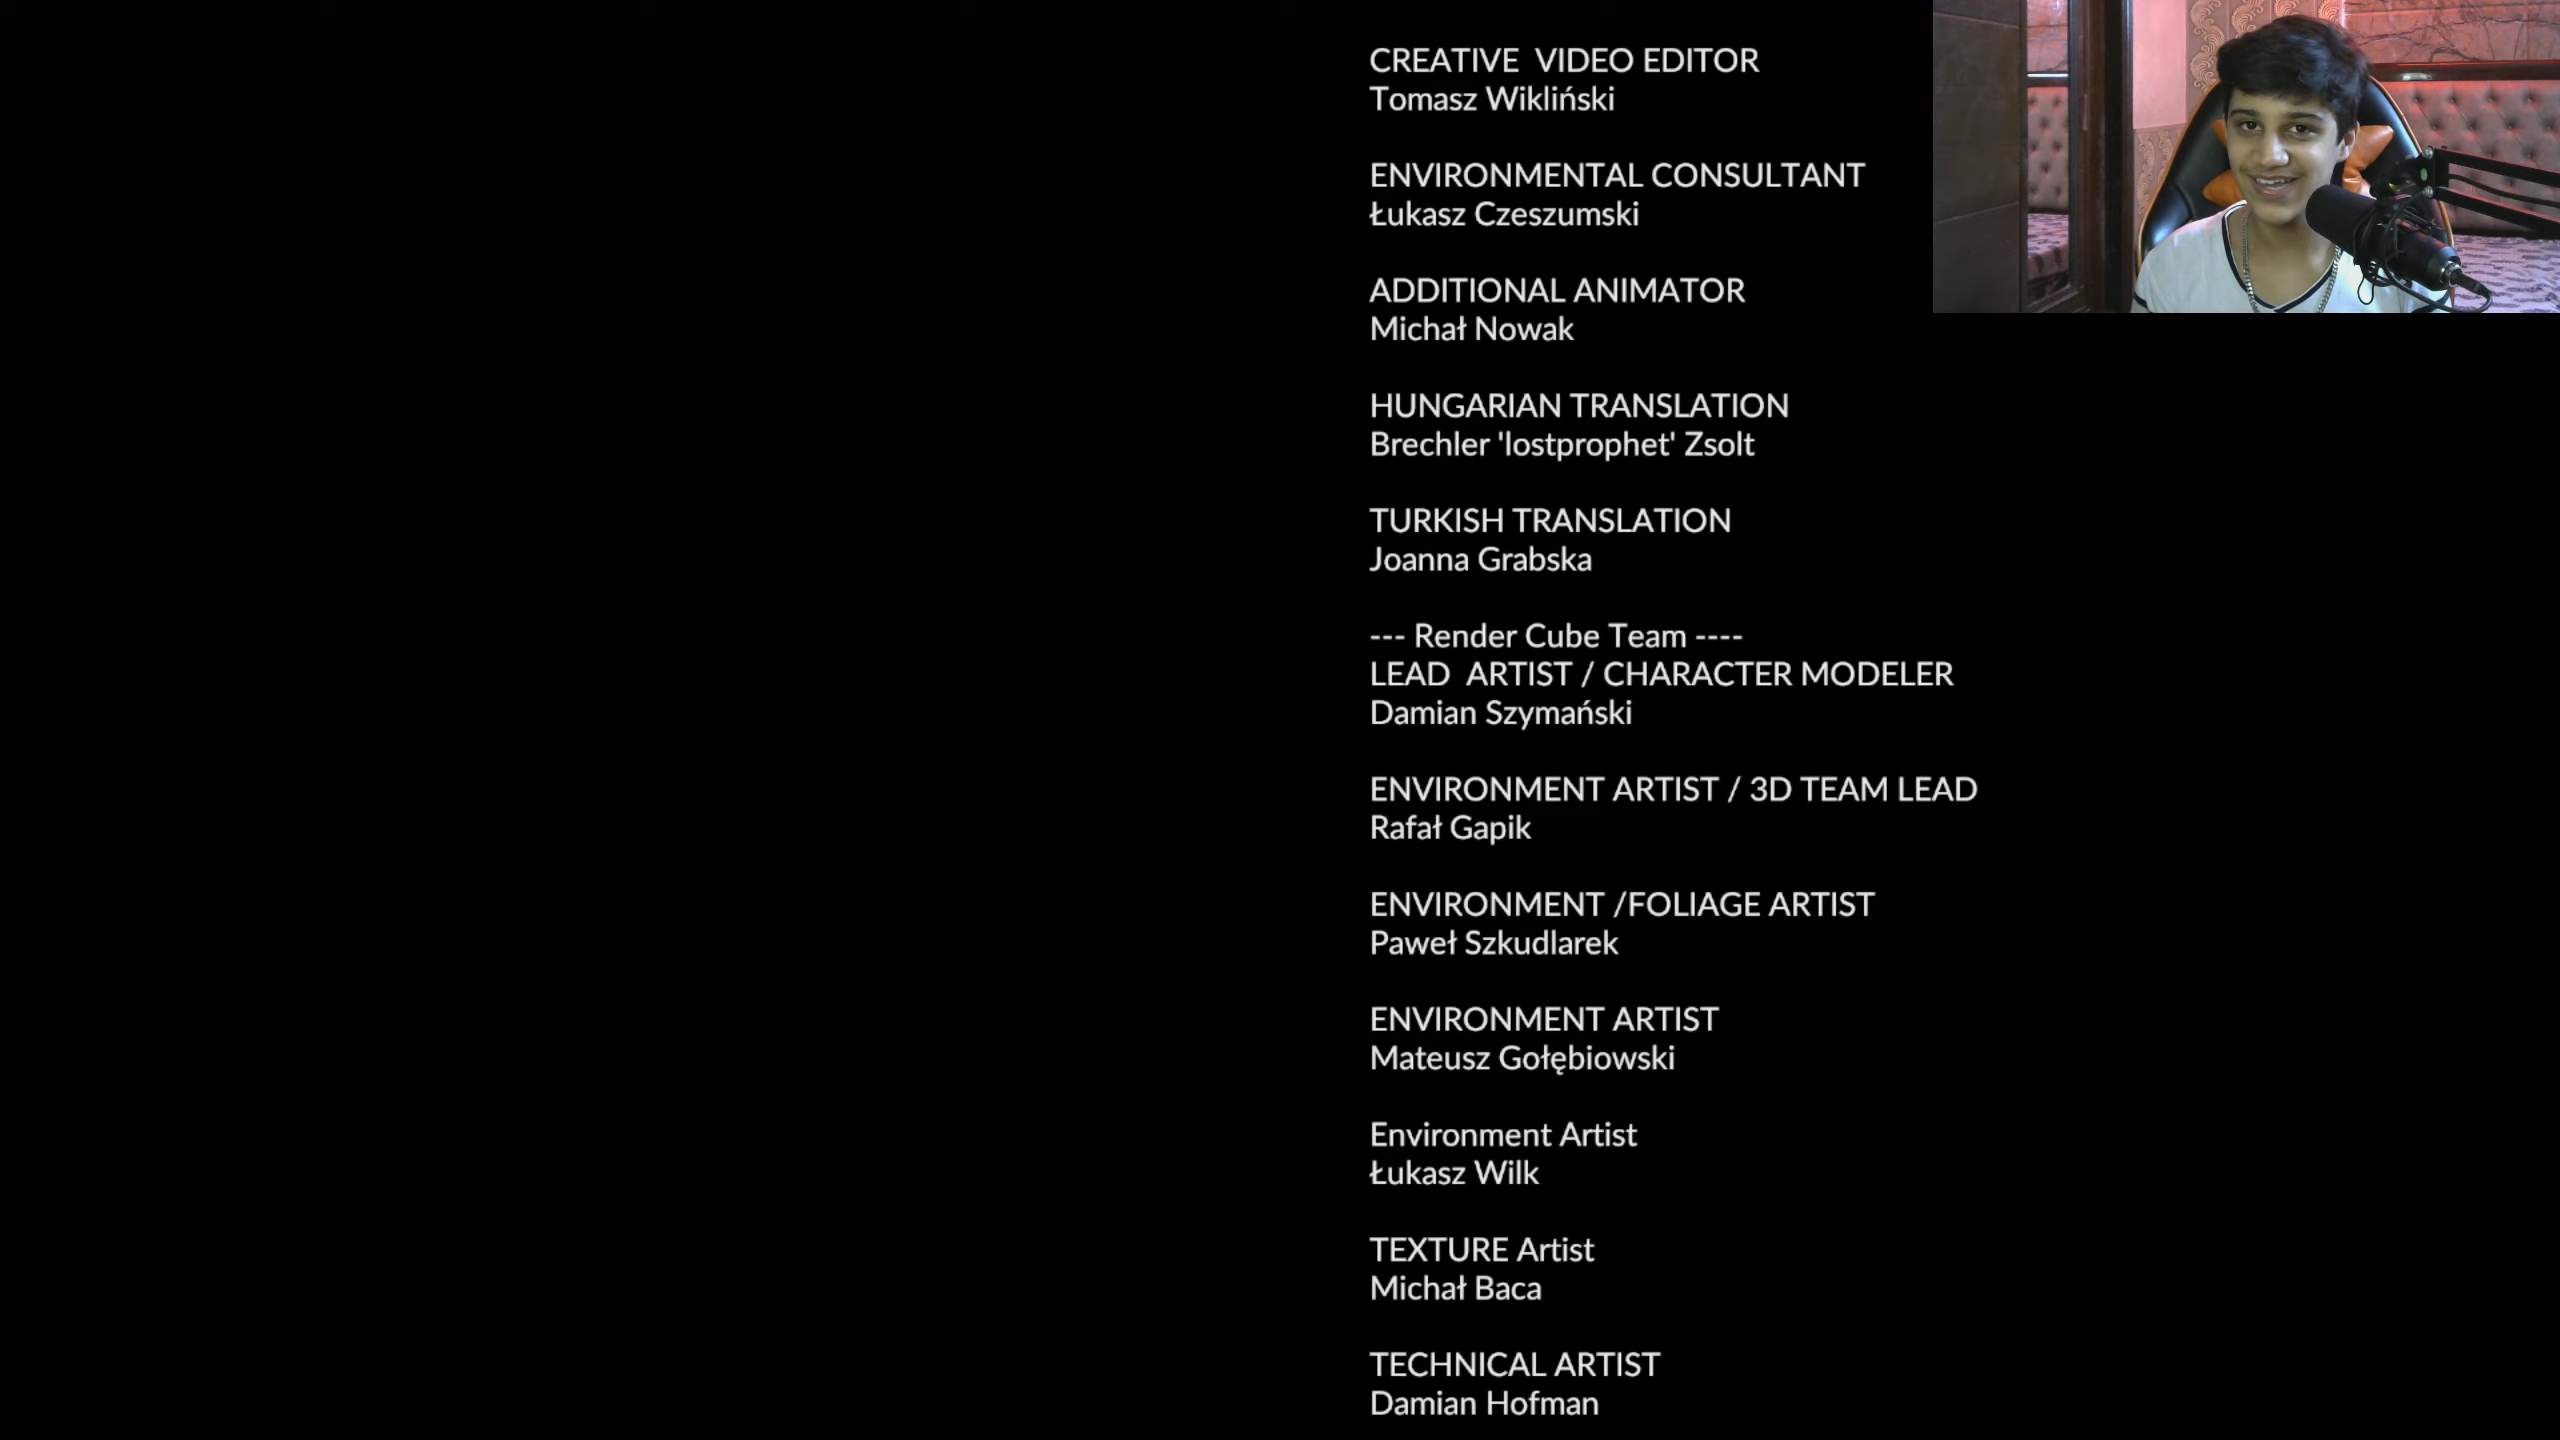 CREATIVE  VIDEO EDITOR
Tomasz Wikliński
ENVIRONMENTAL CONSULTANT
Łukasz Czeszumski
ADDITIONAL ANIMATOR
Michał Nowak
HUNGARIAN TRANSLATION
Brechler 'lostprophet' Zsolt
TURKISH TRANSLATION
Joanna Grabska
--- Render Cube Team ----
LEAD  ARTIST / CHARACTER MODELER
Damian Szymański
ENVIRONMENT ARTIST / 3D TEAM LEAD
Rafał Gapik
ENVIRONMENT /FOLIAGE ARTIST
Paweł Szkudlarek
ENVIRONMENT ARTIST
Mateusz Gołębiowski
Environment Artist
Łukasz Wilk
TEXTURE Artist
Michał Baca
TECHNICAL ARTIST
Damian Hofman